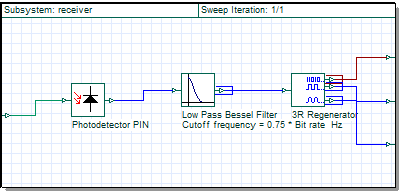 Subsystem: receiver
Sweep Iteration: 1/1
Photodetector PIN
Low Pass Bessel Filter
Cutoff frequency = 0.75 * Bit rate Hz
3R Regenerator